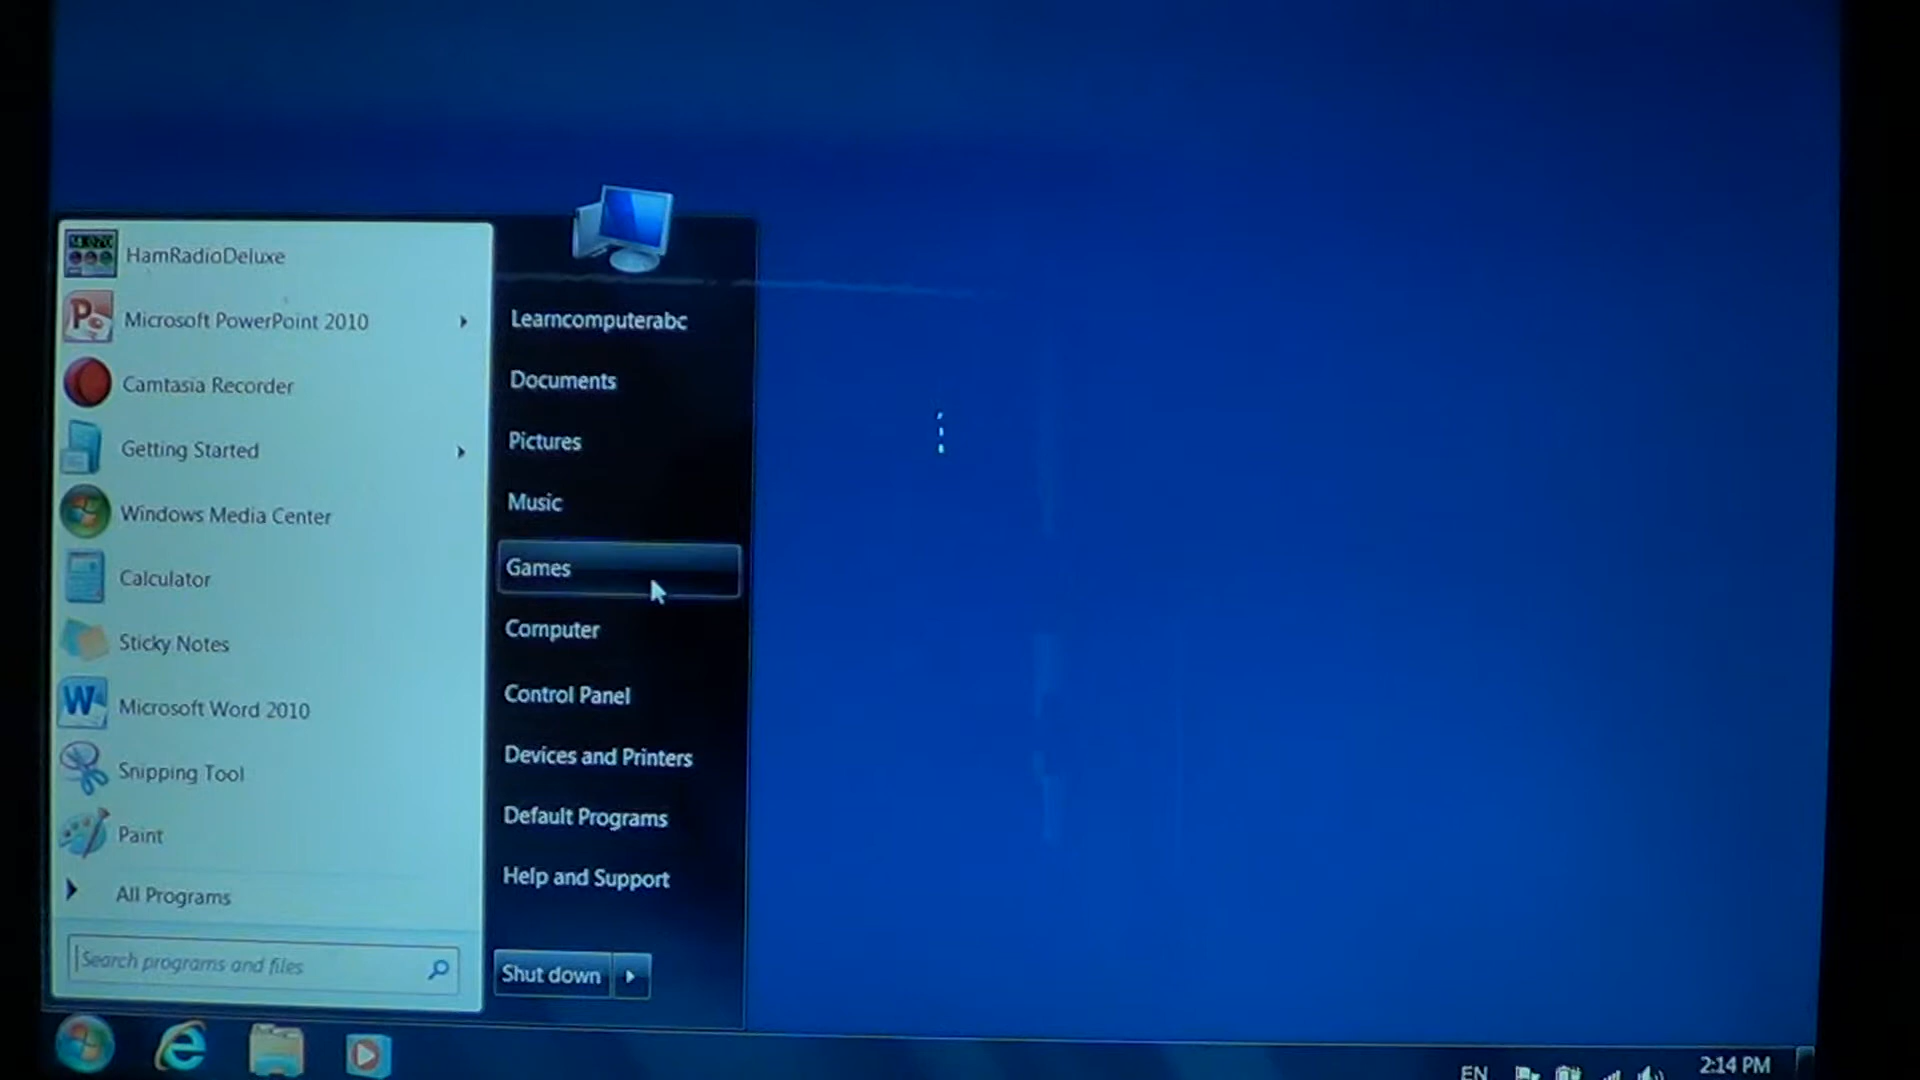 HamRadioDeluxe
Microsoft PowerPoint 2010
Camtasia Recorder
Getting Started
Windows Media Center
Calculator
Sticky Notes
Microsoft Word 2010
Snipping Tool
Paint
All Programs
Search programs and files
Learncomputerabc
Documents
Pictures
Music
Games
Computer
Control Panel
Devices and Printers
Default Programs
Help and Support
Shut down
EN
2:14 PM